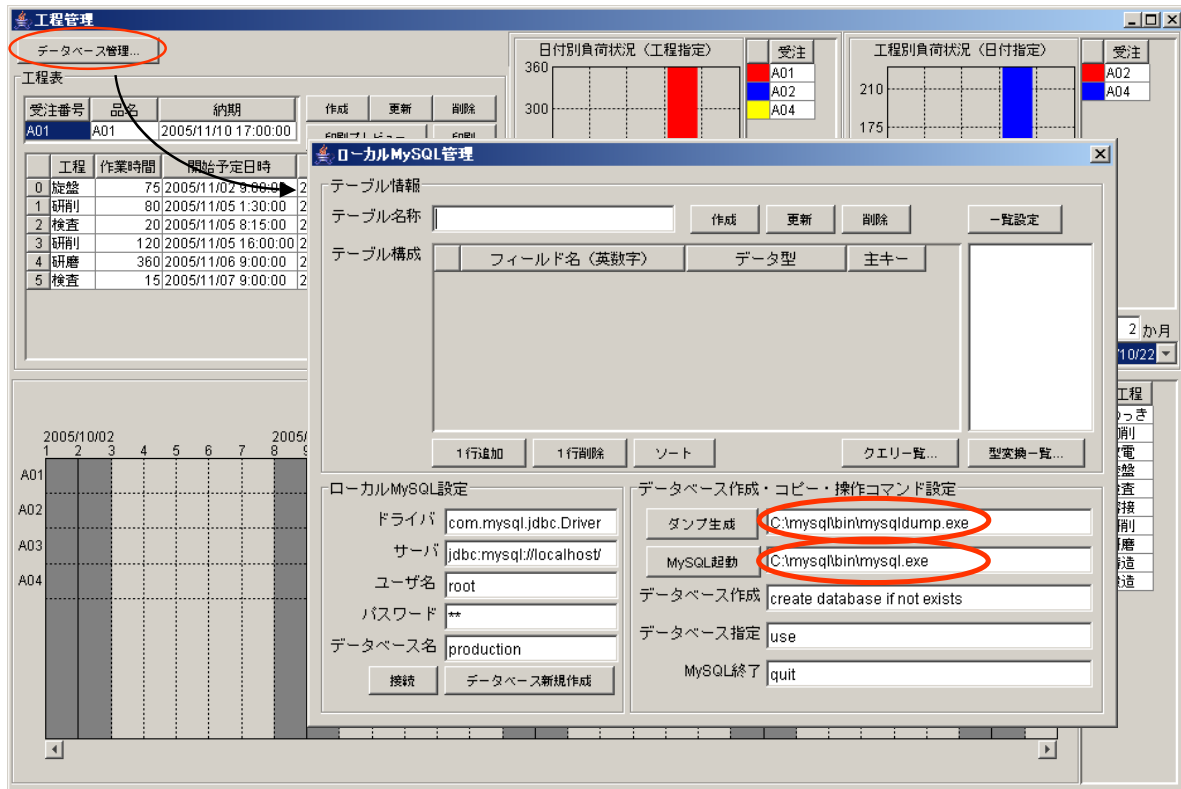 工程管理
データベース管理...
工程表
受注番号 品名 納期
A01 A01 2005/11/10 17:00:00
作成 更新 削除
工程 作業時間 開始予定日時
0 旋盤 75 2005/11/02 9:00:00 2
1 研削 80 2005/11/05 1:30:00 2
2 検査 20 2005/11/05 8:15:00 2
3 研削 120 2005/11/05 16:00:00 2
4 研磨 360 2005/11/06 9:00:00 2
5 検査 15 2005/11/07 9:00:00 2
日付別負荷状況（工程指定）
360
300
受注
A01
A02
A04
工程別負荷状況（日付指定）
210
175
受注
A02
A04
2 か月
10/22
工程
2005/10/02
1 2 3 4 5 6 7 8
A01
A02
A03
A04
ローカルMySQL管理
テーブル情報
テーブル名称
作成 更新 削除 一覧設定
テーブル構成
フィールド名（英数字） データ型 主キー
1行追加 1行削除 ソート クエリ一覧... 型変換一覧...
ローカルMySQL設定
ドライバ com.mysql.jdbc.Driver
サーバ jdbc:mysql://localhost/
ユーザ名 root
パスワード **
データベース名 production
接続 データベース新規作成
データベース作成・コピー・操作コマンド設定
ダンプ生成 C:\mysql\bin\mysqldump.exe
MySQL起動 C:\mysql\bin\mysql.exe
データベース作成 create database if not exists
データベース指定 use
MySQL終了 quit